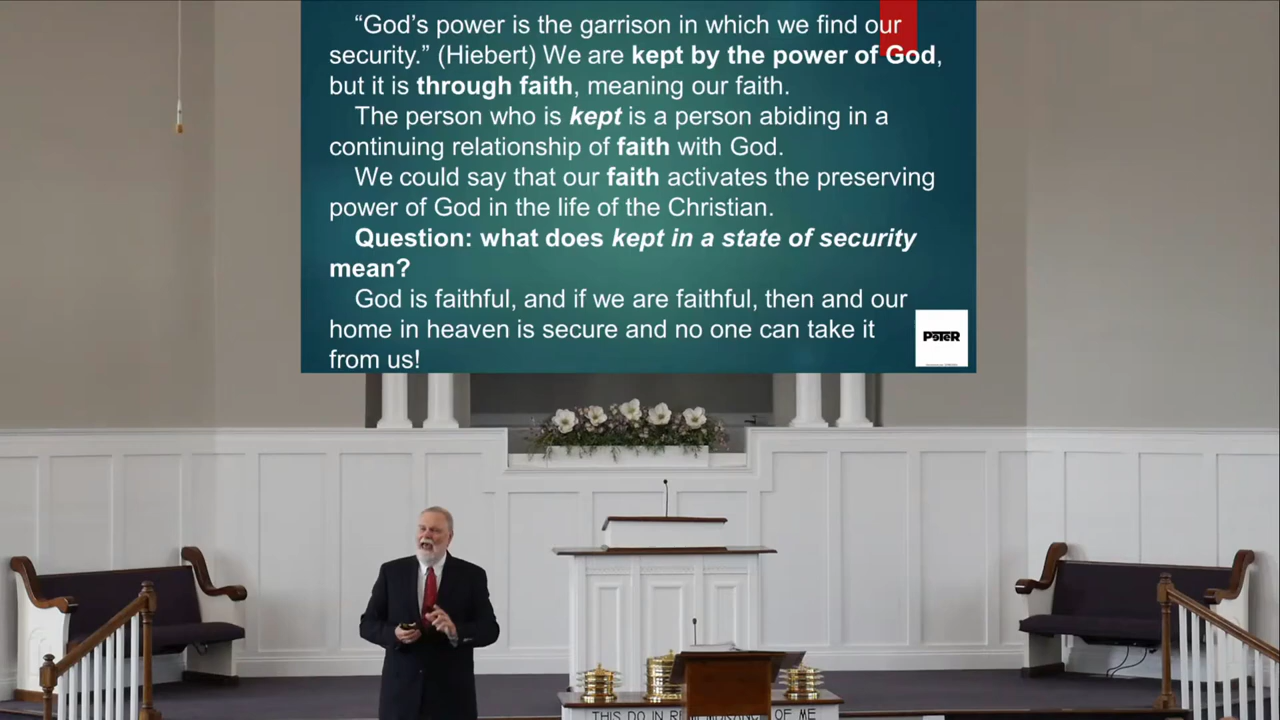 “God’s power is the garrison in which we find our
security.” (Hiebert) We are kept by the power of God,
but it is through faith, meaning our faith.
The person who is kept is a person abiding in a
continuing relationship of faith with God.
We could say that our faith activates the preserving
power of God in the life of the Christian.
Question: what does kept in a state of security
mean?
God is faithful, and if we are faithful, then and our
home in heaven is secure and no one can take it
from us!
PETER
THIS DO IN OF ME